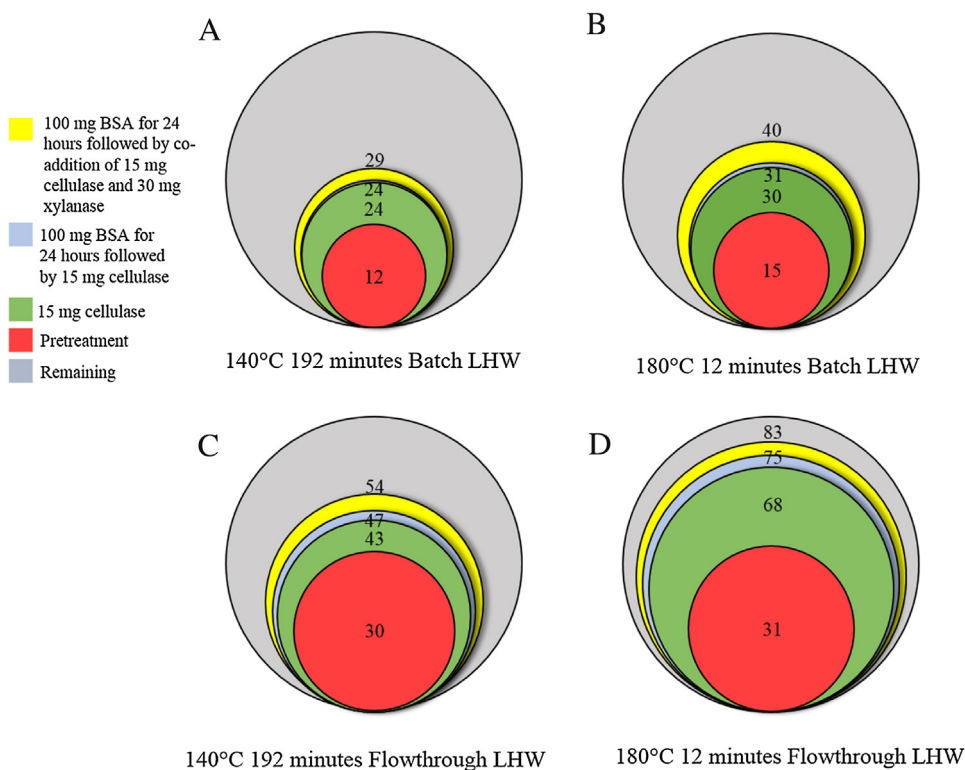 A
B
100 mg BSA for 24
hours followed by co-
addition of 15 mg
cellulase and 30 mg
xylanase
100 mg BSA for
24 hours followed
by 15 mg cellulase
15 mg cellulase
Pretreatment
Remaining
29
24
24
12
140°C 192 minutes Batch LHW
40
31
30
15
180°C 12 minutes Batch LHW
C
54
47
43
30
140°C 192 minutes Flowthrough LHW
D
83
75
68
31
180°C 12 minutes Flowthrough LHW